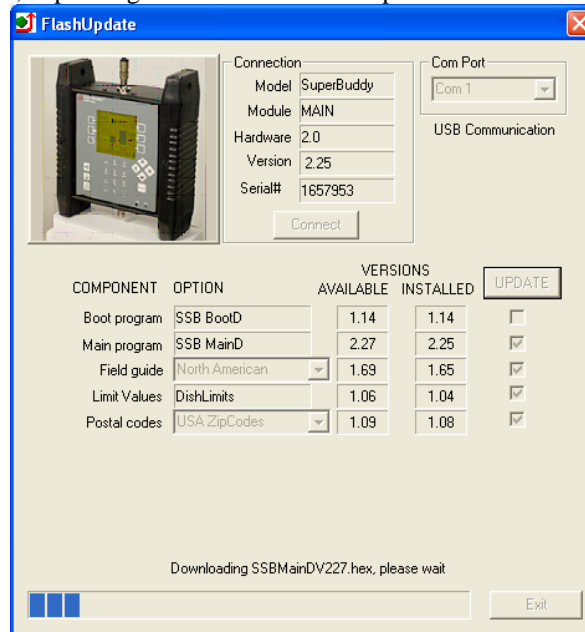 FlashUpdate
Connection
Model SuperBuddy
Module MAIN
Hardware 2.0
Version 2.25
Serial# 1657953
Connect
Com Port
Com 1
USB Communication
VERSIONS
COMPONENT OPTION AVAILABLE INSTALLED UPDATE
Boot program SSB BootD 1.14 1.14
Main program SSB MainD 2.27 2.25
Field guide North American 1.69 1.65
Limit Values DishLimits 1.06 1.04
Postal codes USA ZipCodes 1.09 1.08
Downloading SSBMainDV227.hex, please wait
Exit